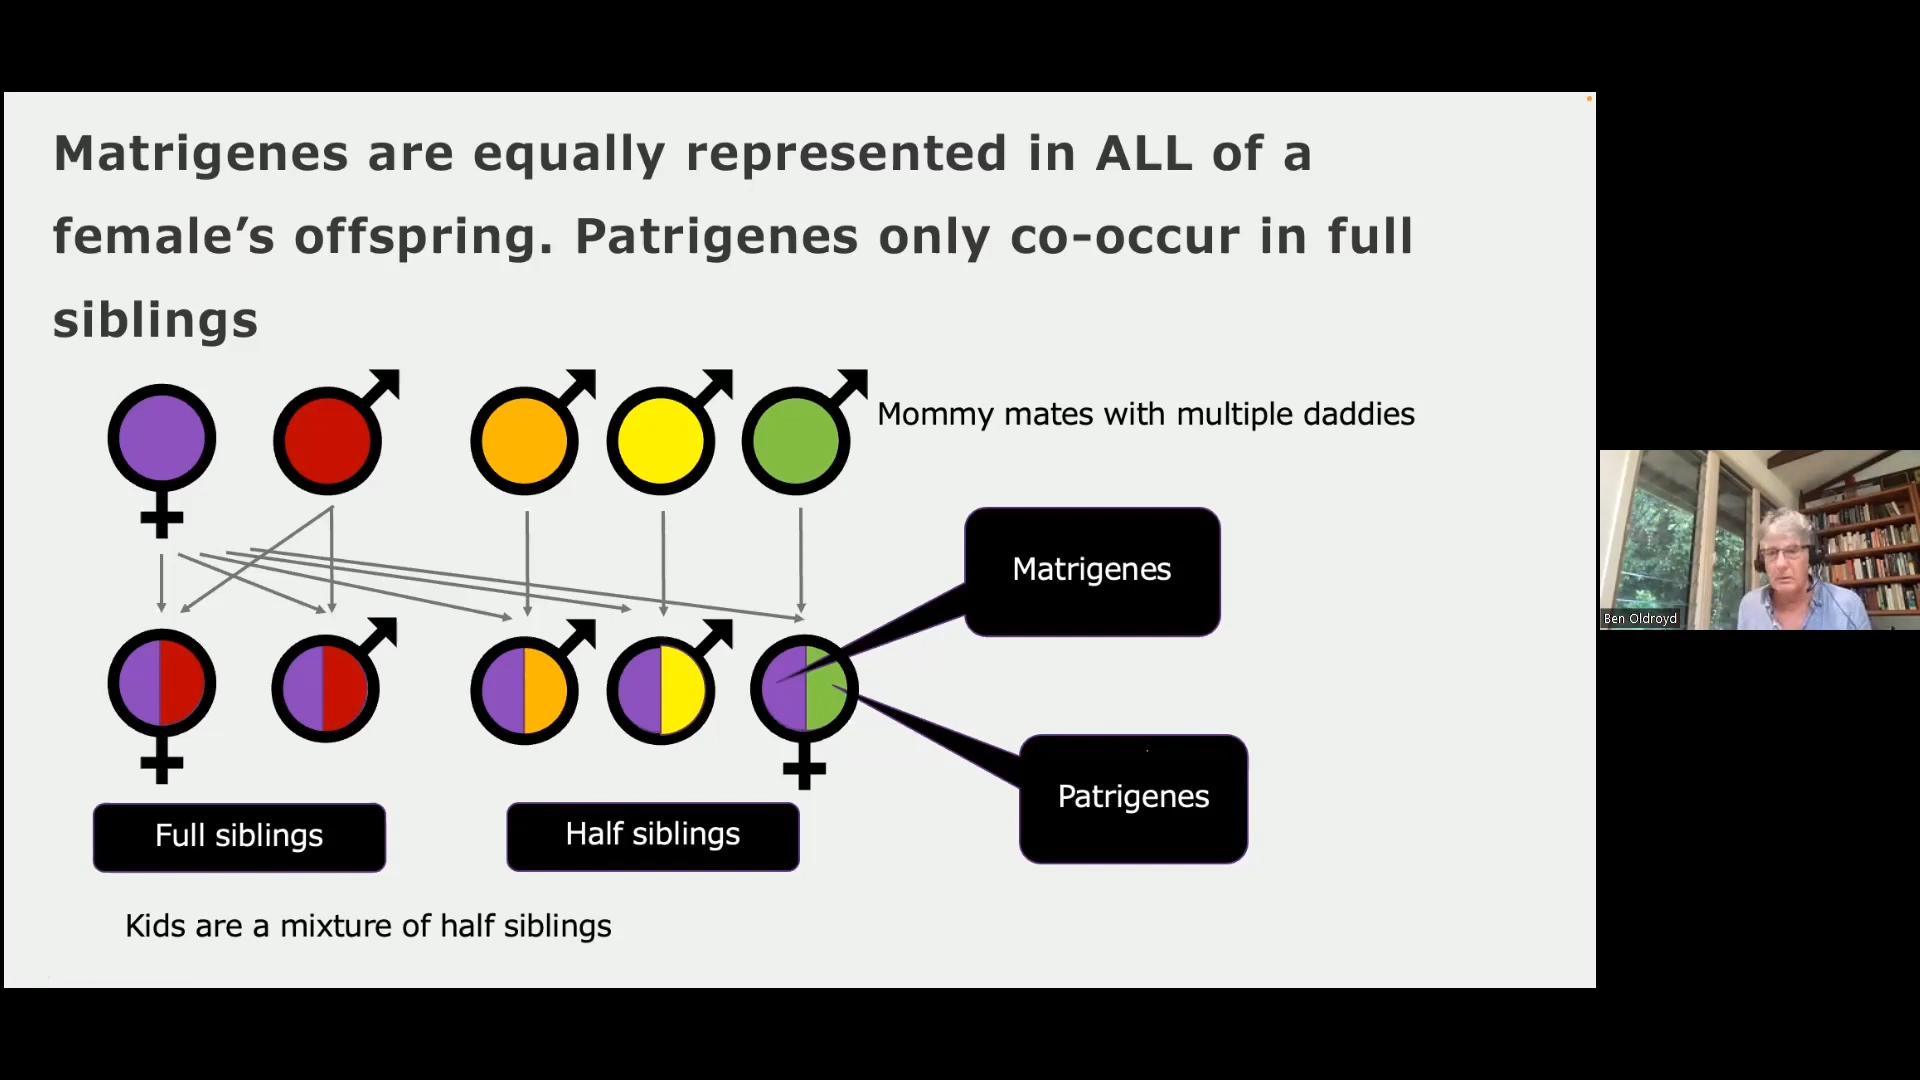 Matrigenes are equally represented in ALL of a
female’s offspring. Patrigenes only co-occur in full
siblings
Mommy mates with multiple daddies
Matrigenes
Ben Oldroyd
Patrigenes
Full siblings
Half siblings
Kids are a mixture of half siblings